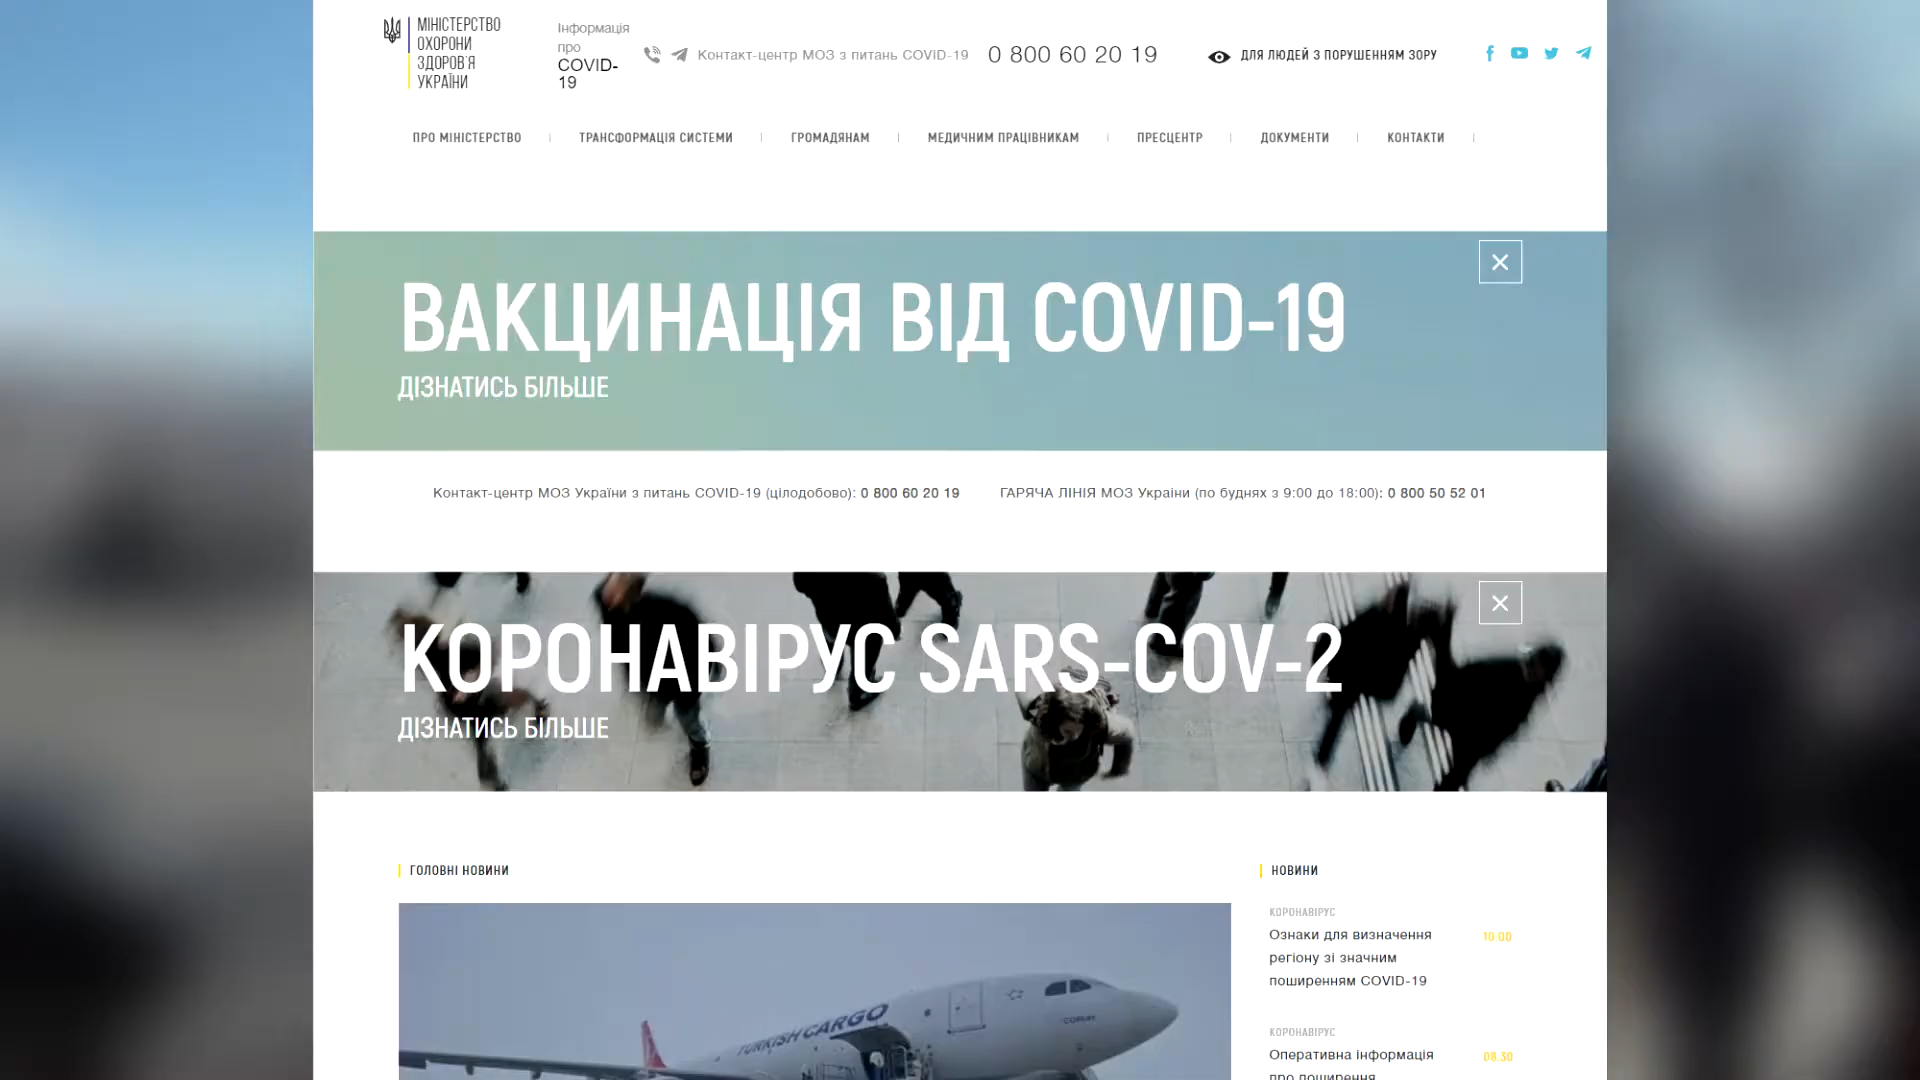 МІНІСТЕРСТВО
ОХОРОНИ
ЗДОРОВ'Я
УКРАЇНИ
Інформація
про
COVID-
19
Контакт-центр МОЗ з питань COVID-19
0 800 60 20 19
ДЛЯ ЛЮДЕЙ З ПОРУШЕННЯМ ЗОРУ
ПРО МІНІСТЕРСТВО
ТРАНСФОРМАЦІЯ СИСТЕМИ
ГРОМАДЯНАМ
МЕДИЧНИМ ПРАЦІВНИКАМ
ПРЕСЦЕНТР
ДОКУМЕНТИ
КОНТАКТИ
ВАКЦИНАЦІЯ ВІД COVID-19
ДІЗНАТИСЬ БІЛЬШЕ
Контакт-центр МОЗ України з питань COVID-19 (цілодобово): 0 800 60 20 19
ГАРЯЧА ЛІНІЯ МОЗ України (по буднях з 9:00 до 18:00): 0 800 50 52 01
КОРОНАВІРУС SARS-COV-2
ДІЗНАТИСЬ БІЛЬШЕ
ГОЛОВНІ НОВИНИ
TURKISH CARGO
НОВИНИ
КОРОНАВІРУС
Ознаки для визначення
регіону зі значним
поширенням COVID-19
10:00
КОРОНАВІРУС
Оперативна інформація
про поширення
08:30